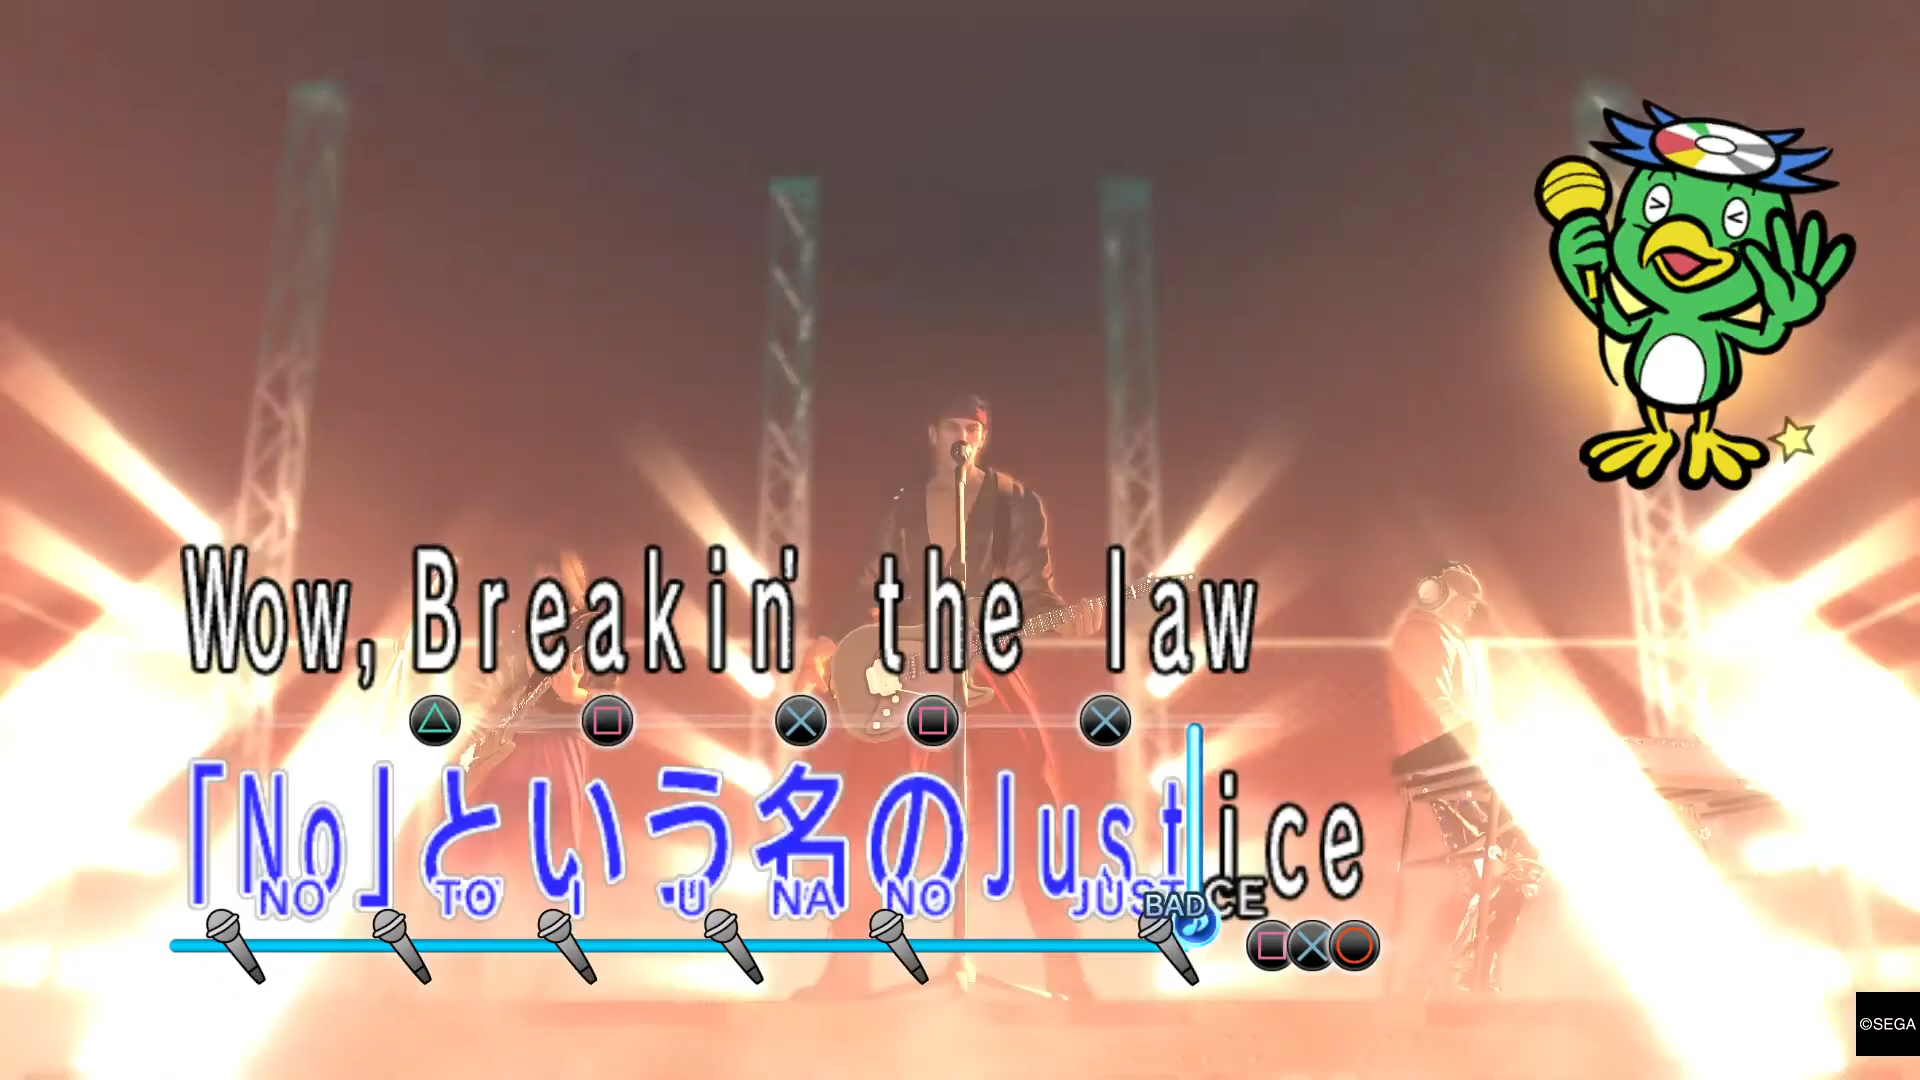 Wow, Breakin' the law
「No」という名のJustice
NO TO I U NA NO JUSTICE
BAD
©SEGA